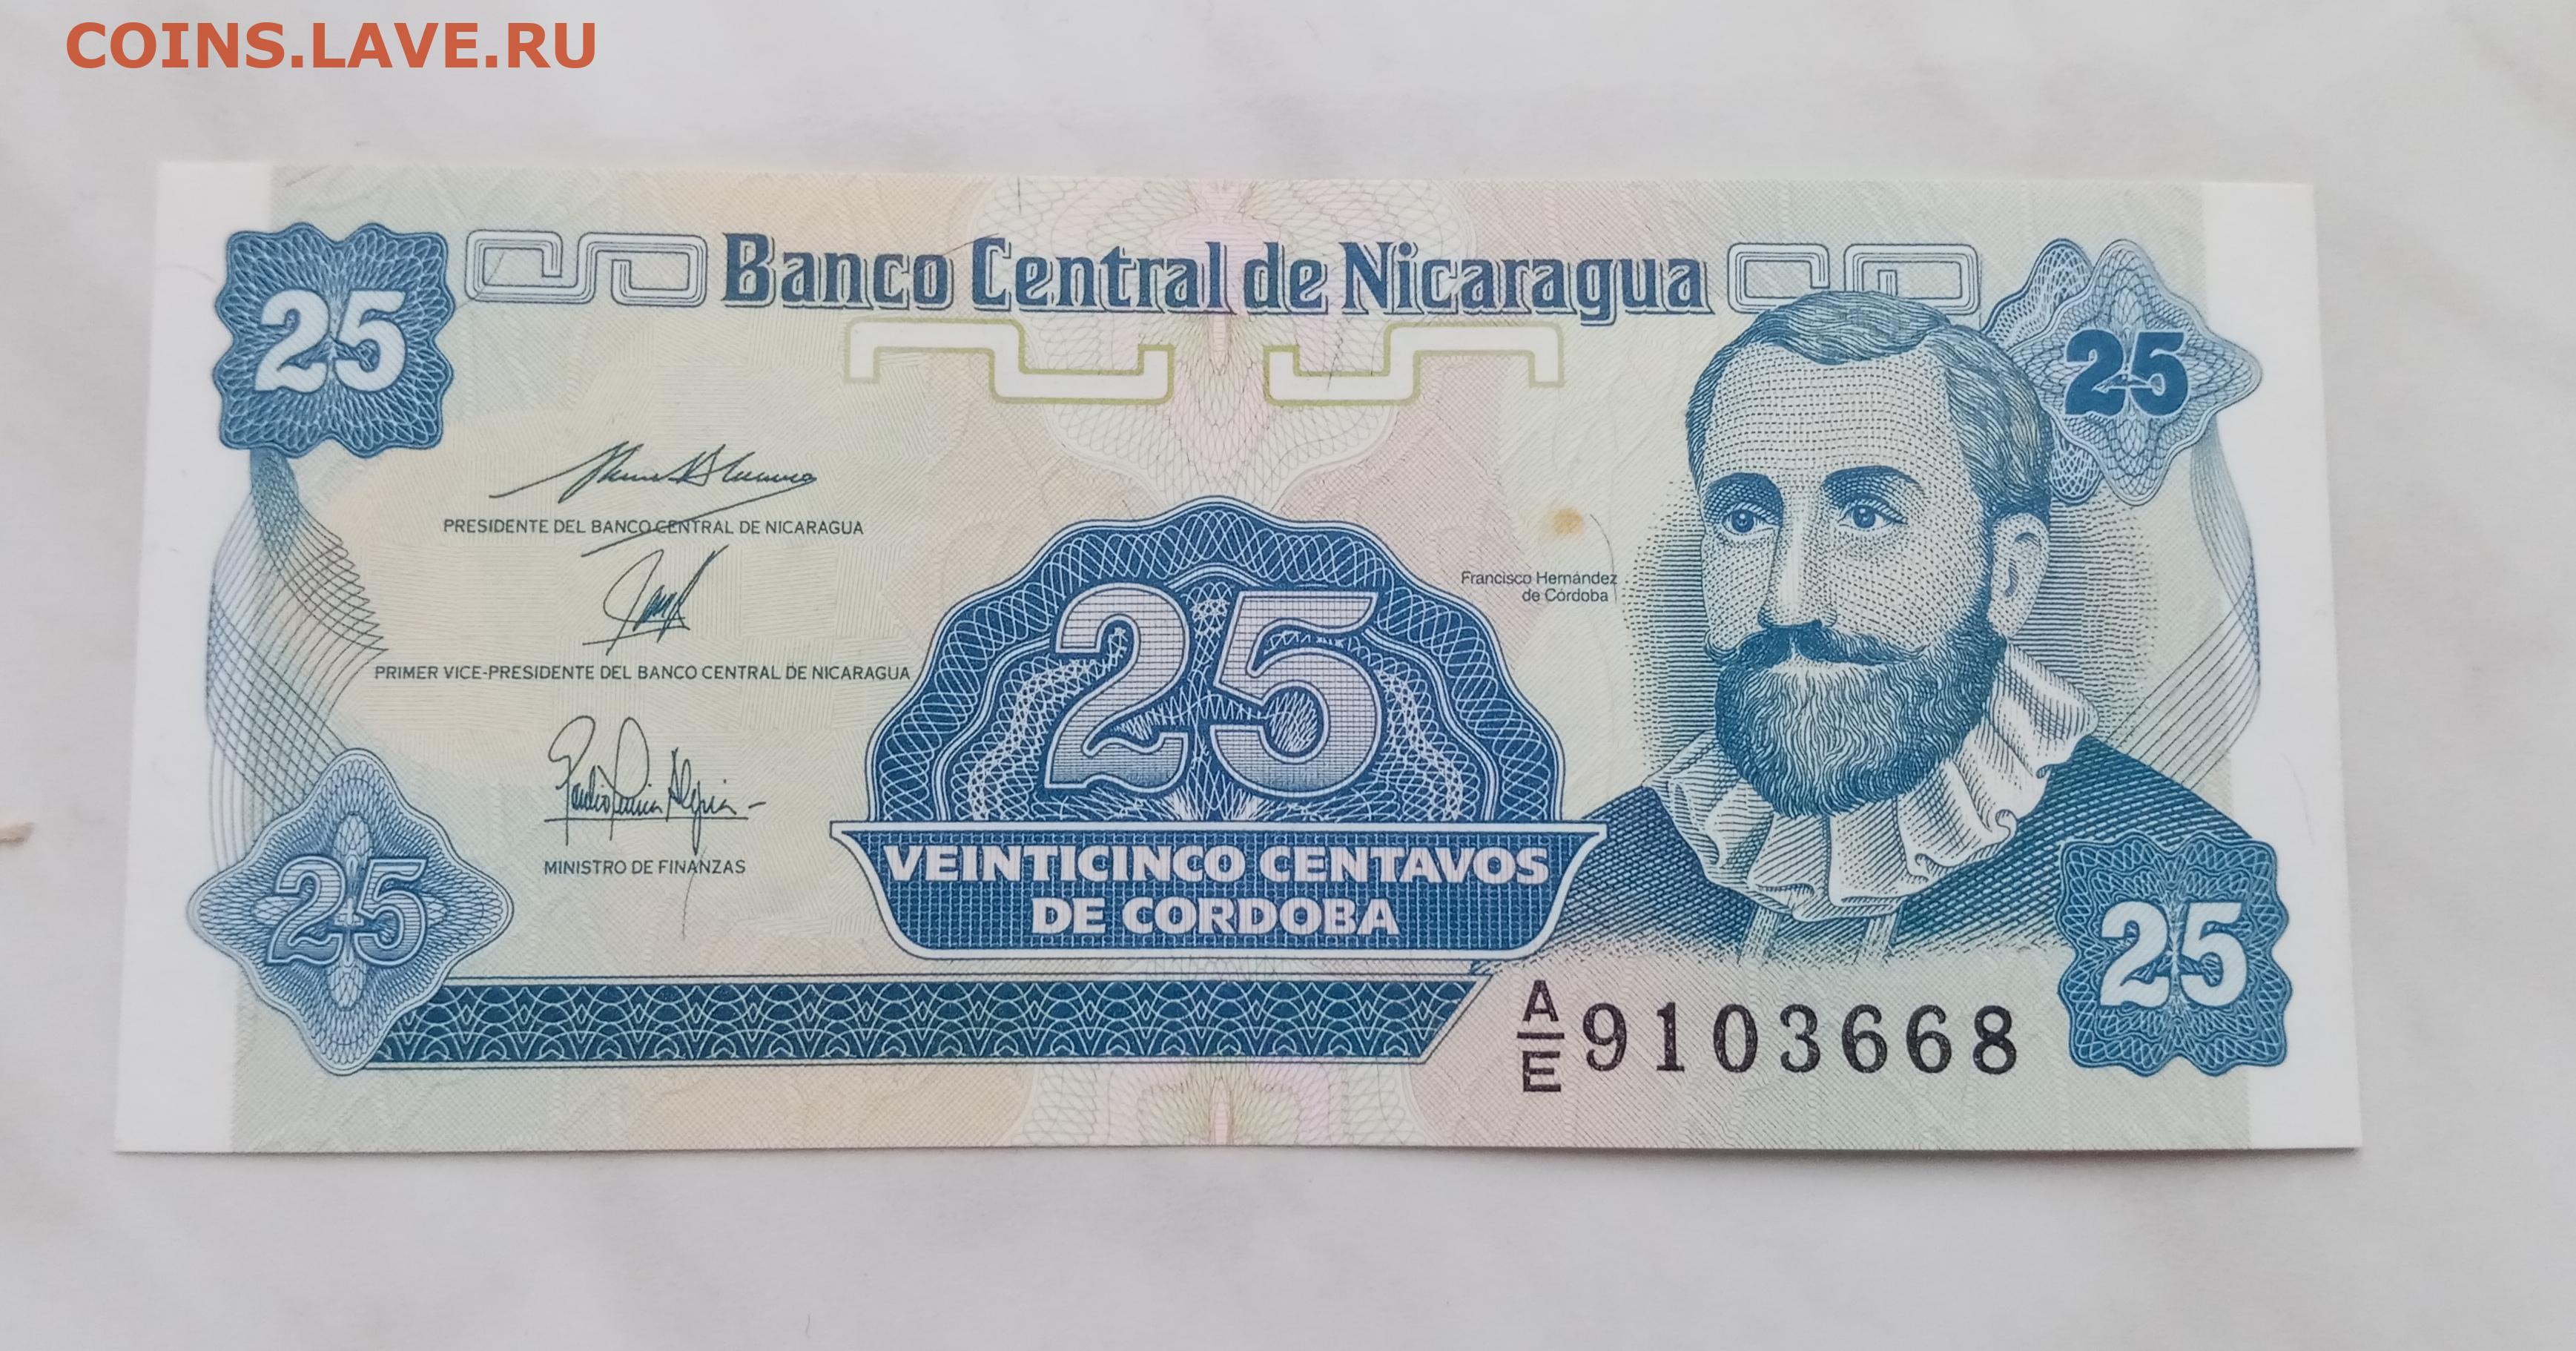 COINS.LAVE.RU
25
Banco Central de Nicaragua
25
PRESIDENTE DEL BANCO CENTRAL DE NICARAGUA
Francisco Hernández
de Córdoba
25
PRIMER VICE-PRESIDENTE DEL BANCO CENTRAL DE NICARAGUA
MINISTRO DE FINANZAS
VEINTICINCO CENTAVOS
DE CORDOBA
25
A/E 9103668
25